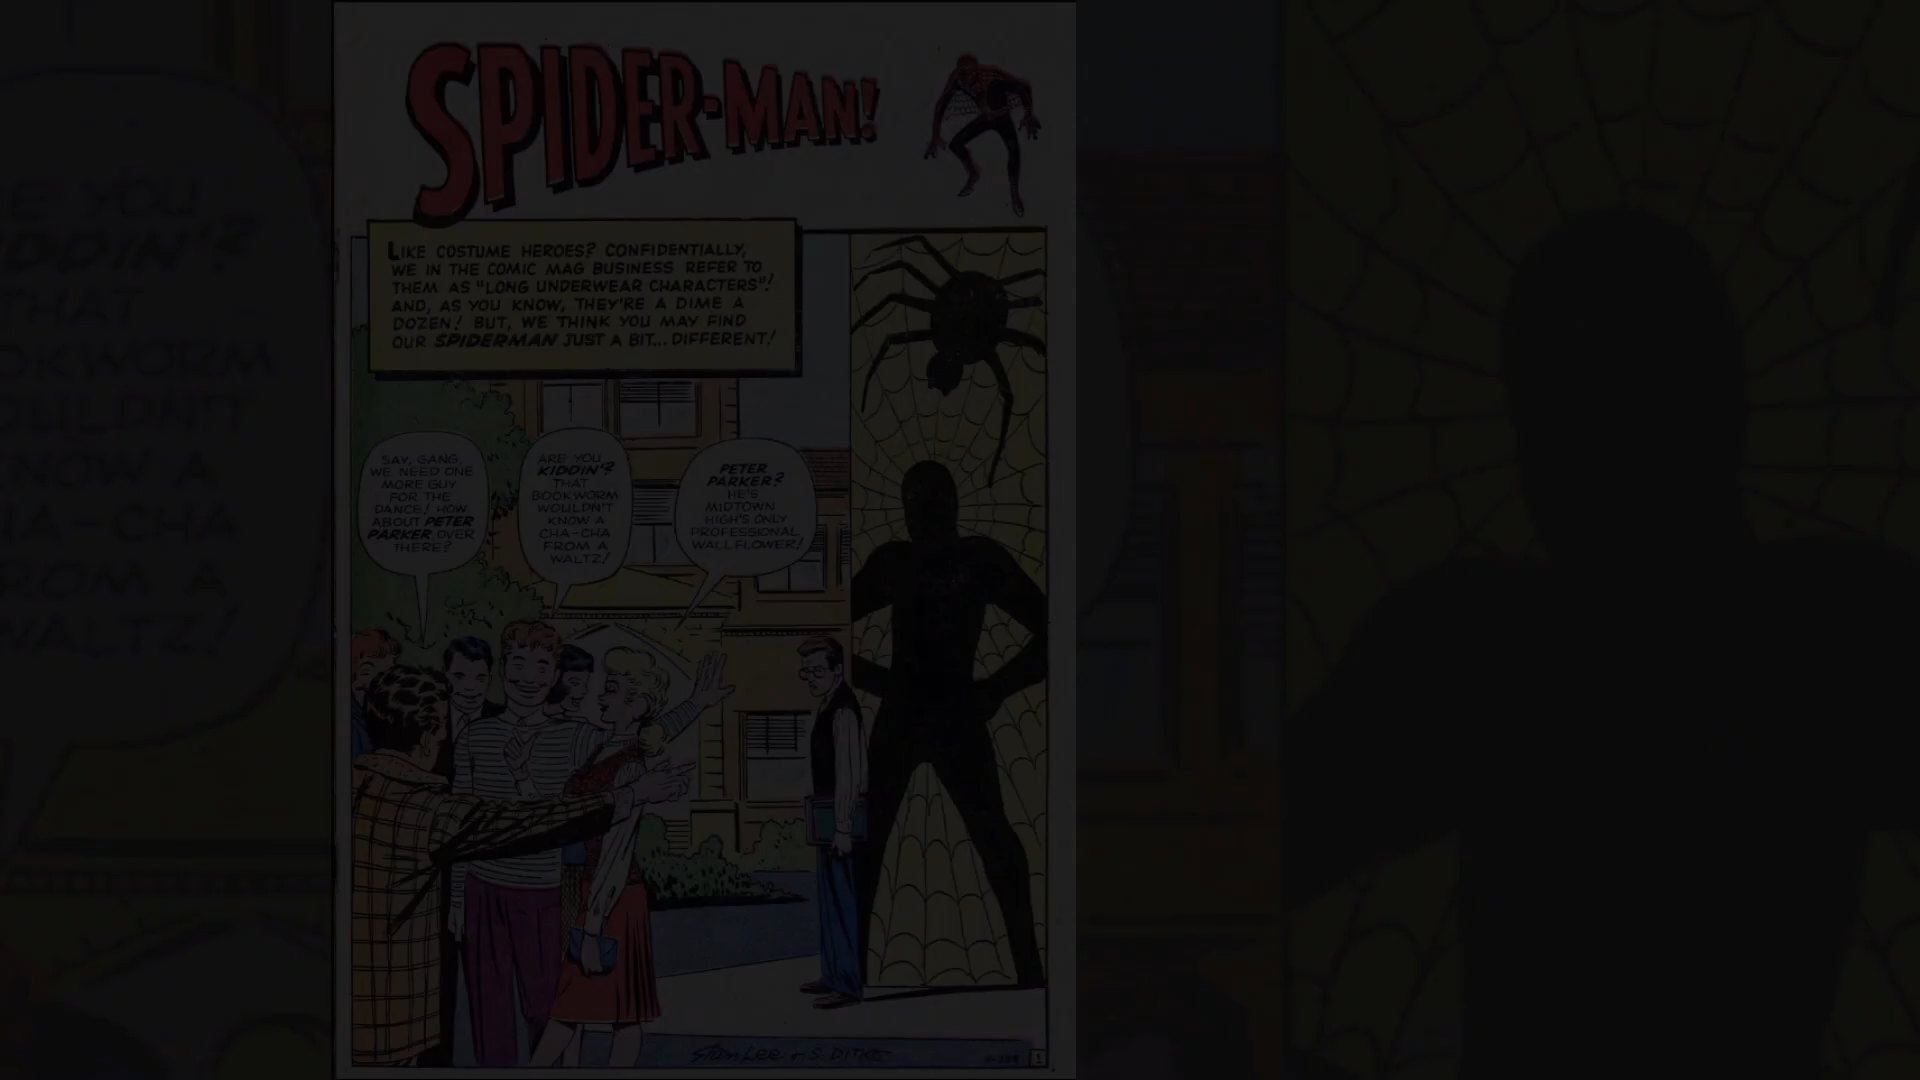 SPIDER-MAN!
LIKE COSTUME HEROES? CONFIDENTIALLY,
WE IN THE COMIC MAG BUSINESS REFER TO
THEM AS "LONG UNDERWEAR CHARACTERS"!
AND, AS YOU KNOW, THEY'RE A DIME A
DOZEN! BUT, WE THINK YOU MAY FIND
OUR SPIDERMAN JUST A BIT... DIFFERENT!
SAY, GANG,
WE NEED ONE
MORE GUY
FOR THE
DANCE! HOW
ABOUT PETER
PARKER OVER
THERE?
ARE YOU
KIDDIN'?
THAT
BOOKWORM
WOULDN'T
KNOW A
CHA-CHA
FROM A
WALTZ!
PETER
PARKER?
HE'S
MIDTOWN
HIGH'S ONLY
PROFESSIONAL
WALLFLOWER!
Stan Lee + S. DITKO
1